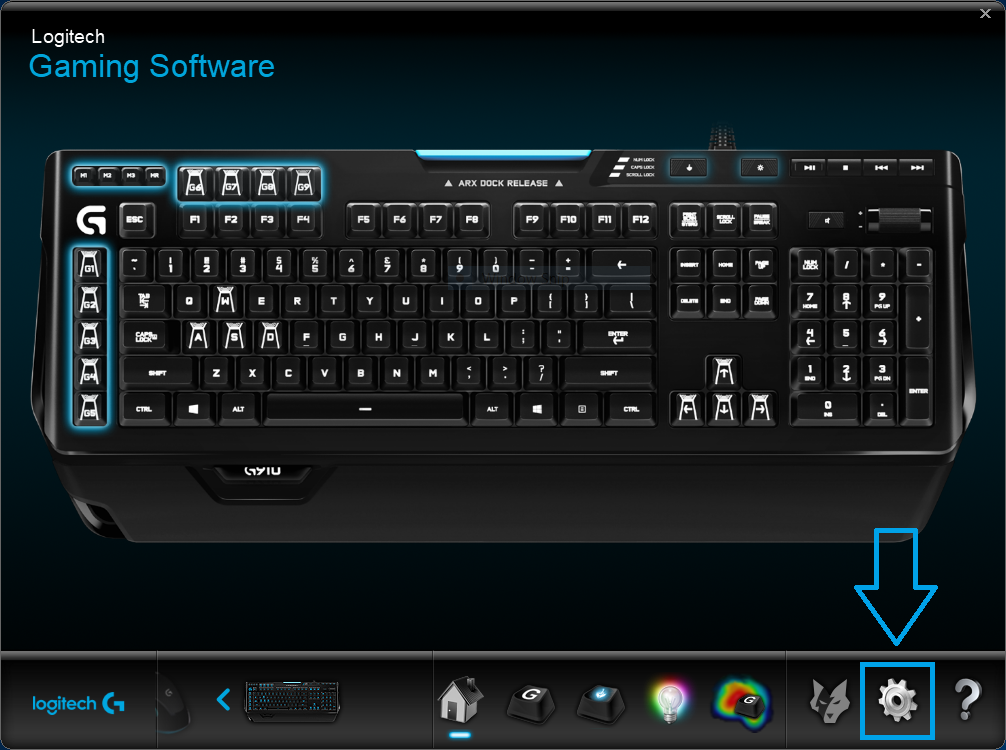 Logitech
Gaming Software
NUM LOCK
CAPS LOCK
SCROLL LOCK
ARX DOCK RELEASE
M1 M2 M3 MR
G6 G7 G8 G9
ESC F1 F2 F3 F4 F5 F6 F7 F8 F9 F10 F11 F12 SCROLL LOCK PAUSE BREAK
G1 ~ ! 1 2 # 3 $ 4 % 5 ^ 6 7 * 8 ( 9 ) 0 - + ← INSERT HOME PAGE UP NUM LOCK / * -
G2 TAB Q W E R T Y U I O P { } DELETE END PAGE DOWN 7 HOME 8 ↑ 9 PG UP +
G3 CAPS LOCK A S D F G H J K L : ; " ENTER 4 ← 5 6 →
G4 SHIFT Z X C V B N M < , > . ? / SHIFT ↑ 1 END 2 ↓ 3 PG DN ENTER
G5 CTRL ALT ALT CTRL ← ↓ → 0 INS . DEL
G910
logitech G
G
G